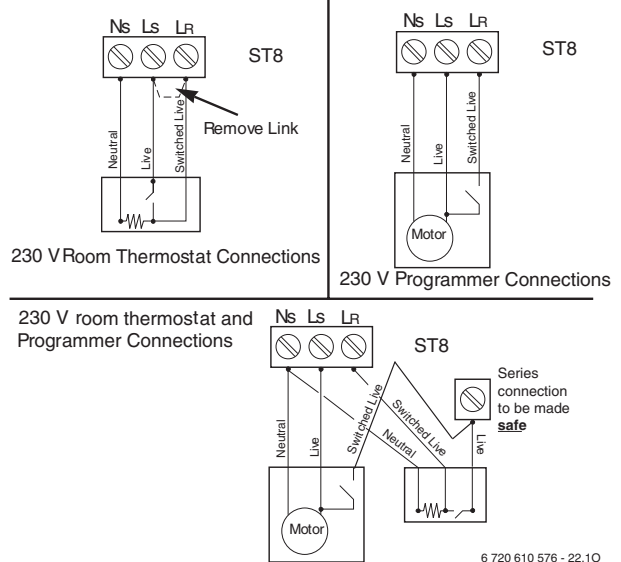 Ns Ls LR
ST8
Remove Link
Neutral
Live
Switched Live
230 V Room Thermostat Connections
Ns Ls LR
ST8
Neutral
Live
Switched Live
Motor
230 V Programmer Connections
230 V room thermostat and
Programmer Connections
Ns Ls LR
ST8
Series
connection
to be made
safe
Neutral
Live
Switched Live
Switched Live
Neutral
Live
Motor
6 720 610 576 - 22.1O